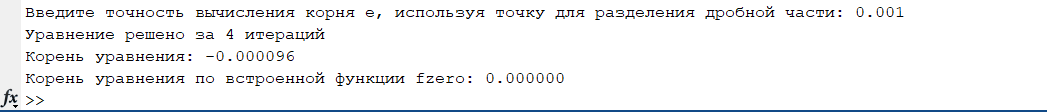 Введите точность вычисления корня e, используя точку для разделения дробной части: 0.001
Уравнение решено за 4 итераций
Корень уравнения: -0.000096
Корень уравнения по встроенной функции fzero: 0.000000
fx >>